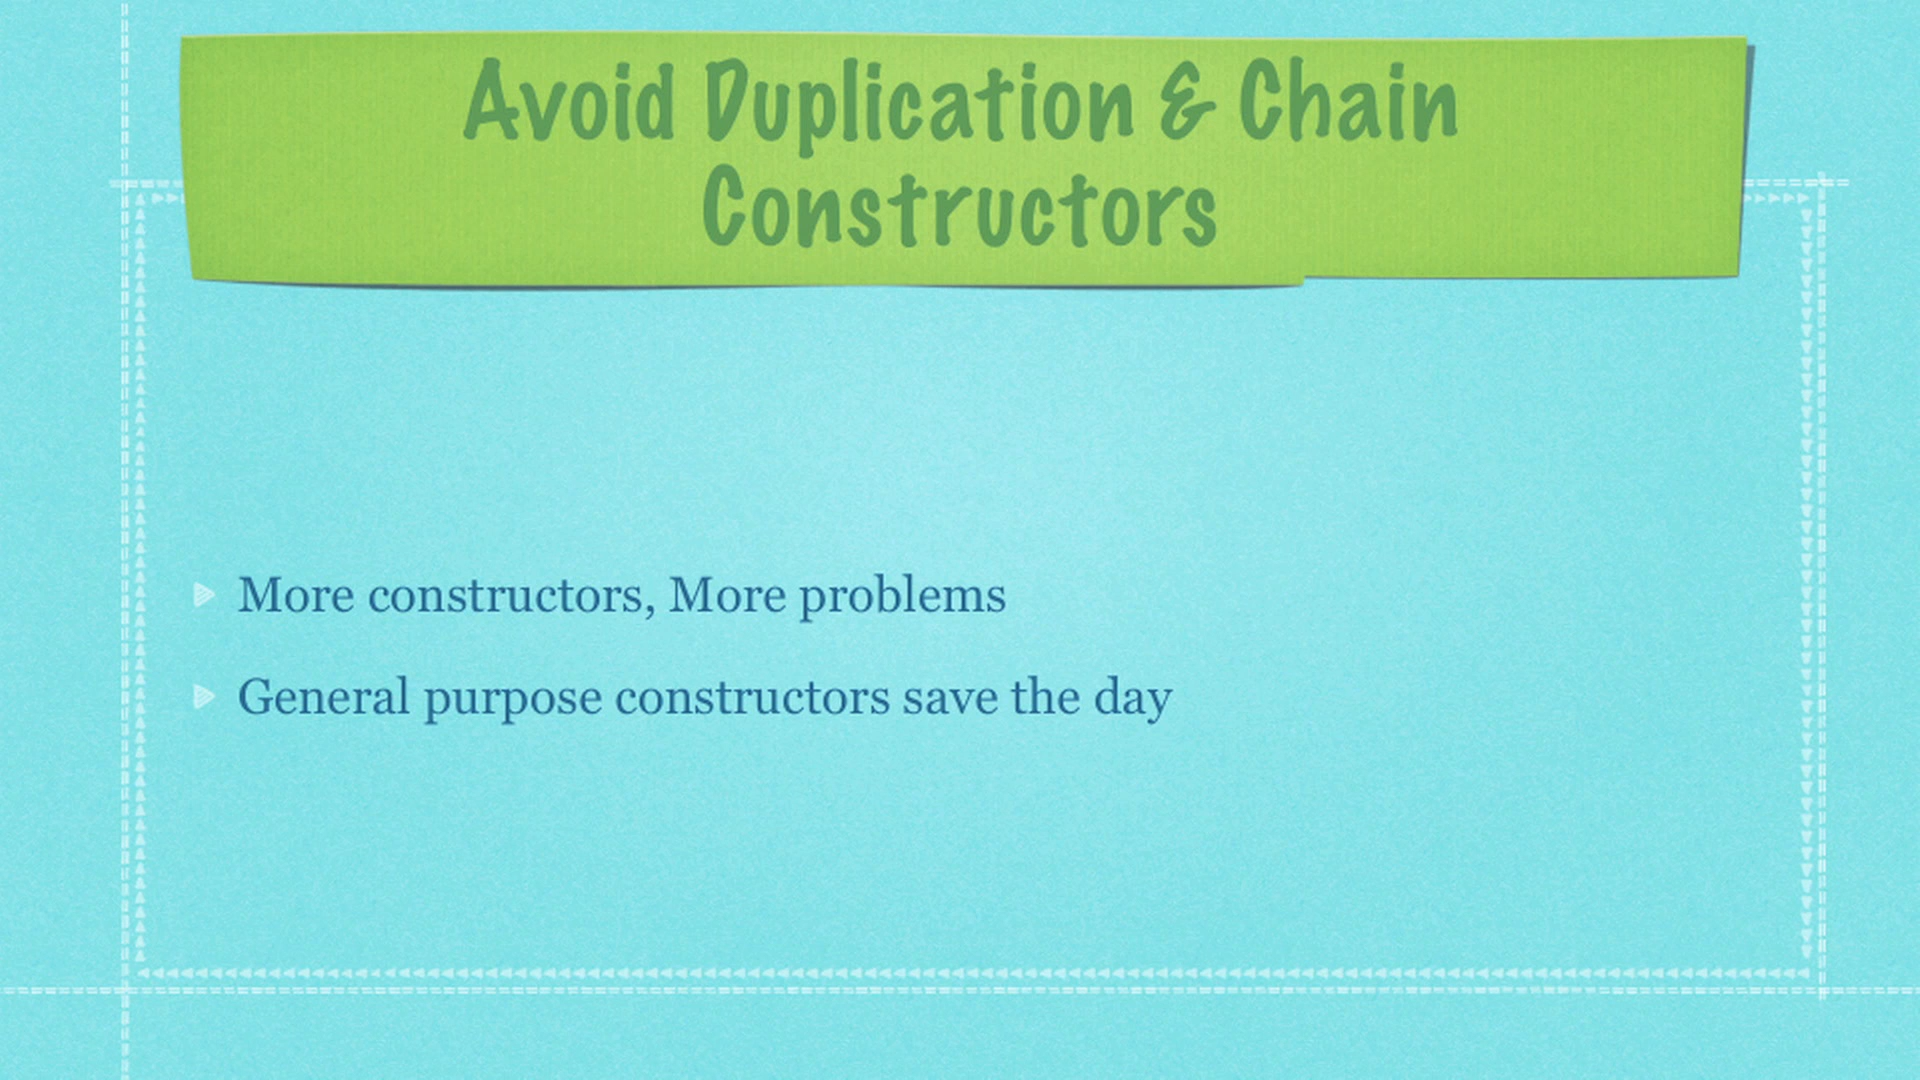 Avoid Duplication & Chain
Constructors
More constructors, More problems
General purpose constructors save the day